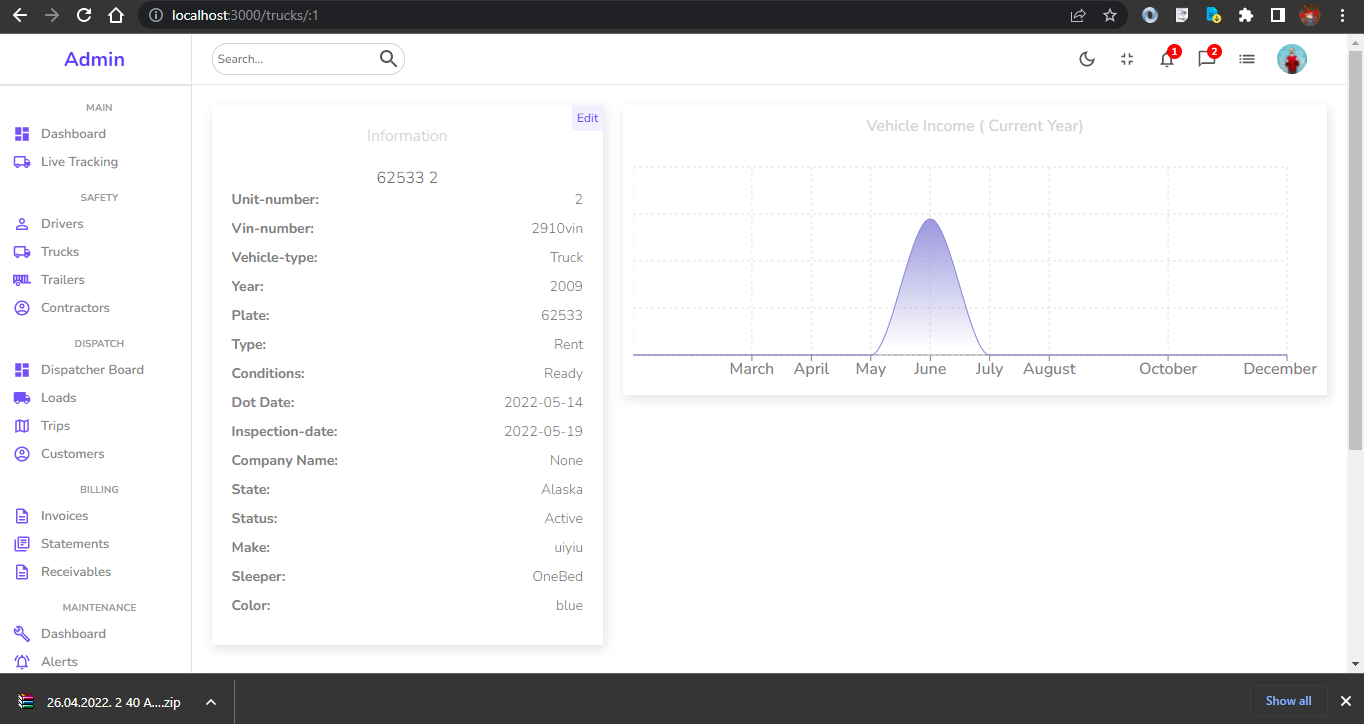 localhost:3000/trucks/:1
Admin
Search...
1
2
MAIN
Dashboard
Live Tracking
SAFETY
Drivers
Trucks
Trailers
Contractors
DISPATCH
Dispatcher Board
Loads
Trips
Customers
BILLING
Invoices
Statements
Receivables
MAINTENANCE
Dashboard
Alerts
Edit
Information
62533 2
Unit-number: 2
Vin-number: 2910vin
Vehicle-type: Truck
Year: 2009
Plate: 62533
Type: Rent
Conditions: Ready
Dot Date: 2022-05-14
Inspection-date: 2022-05-19
Company Name: None
State: Alaska
Status: Active
Make: uiyiu
Sleeper: OneBed
Color: blue
Vehicle Income ( Current Year)
March April May June July August October December
26.04.2022. 2 40 A....zip
Show all